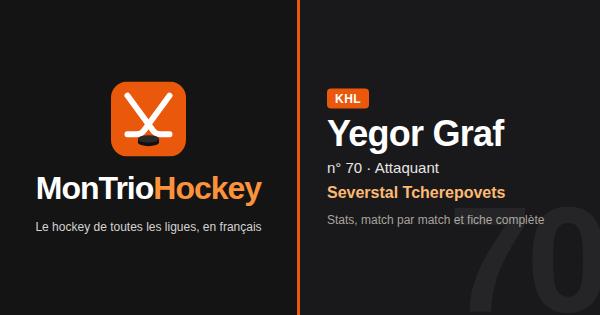 MonTrioHockey
Le hockey de toutes les ligues, en français
KHL
Yegor Graf
n° 70 · Attaquant
Severstal Tcherepovets
Stats, match par match et fiche complète
70